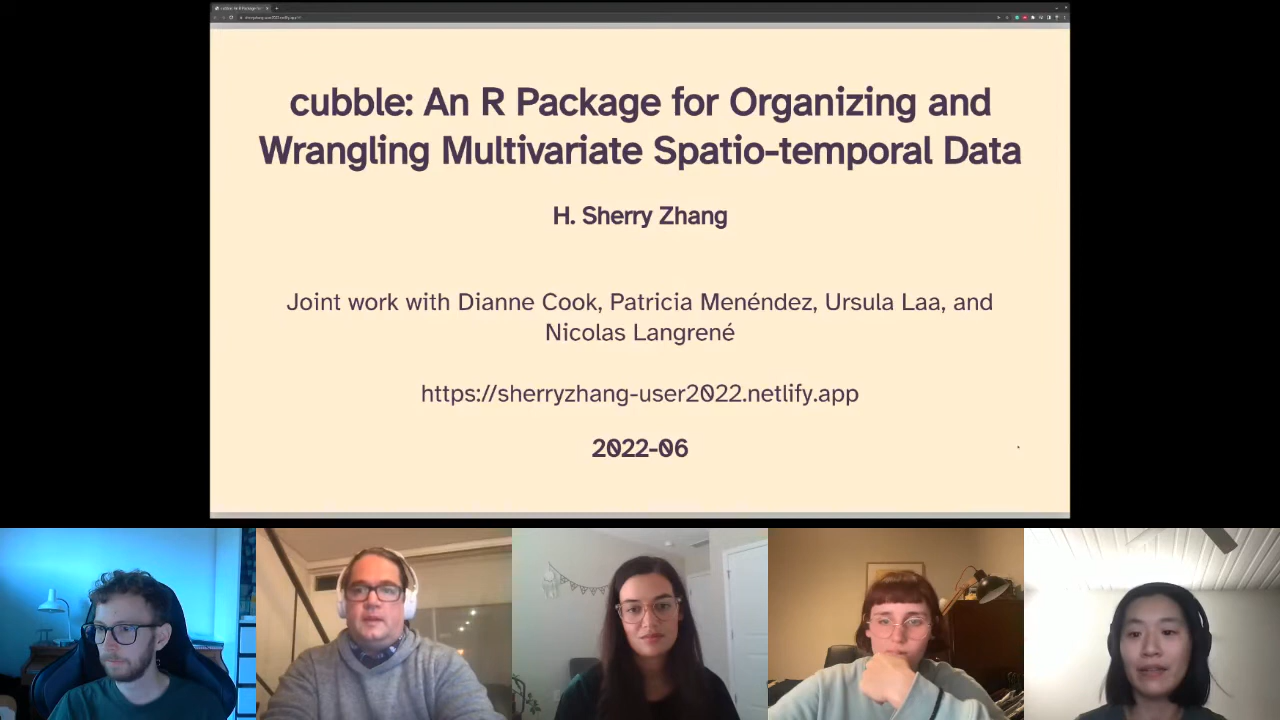 cubble: An R Package for Organizing and
Wrangling Multivariate Spatio-temporal Data
H. Sherry Zhang
Joint work with Dianne Cook, Patricia Menéndez, Ursula Laa, and
Nicolas Langrené
https://sherryzhang-user2022.netlify.app
2022-06